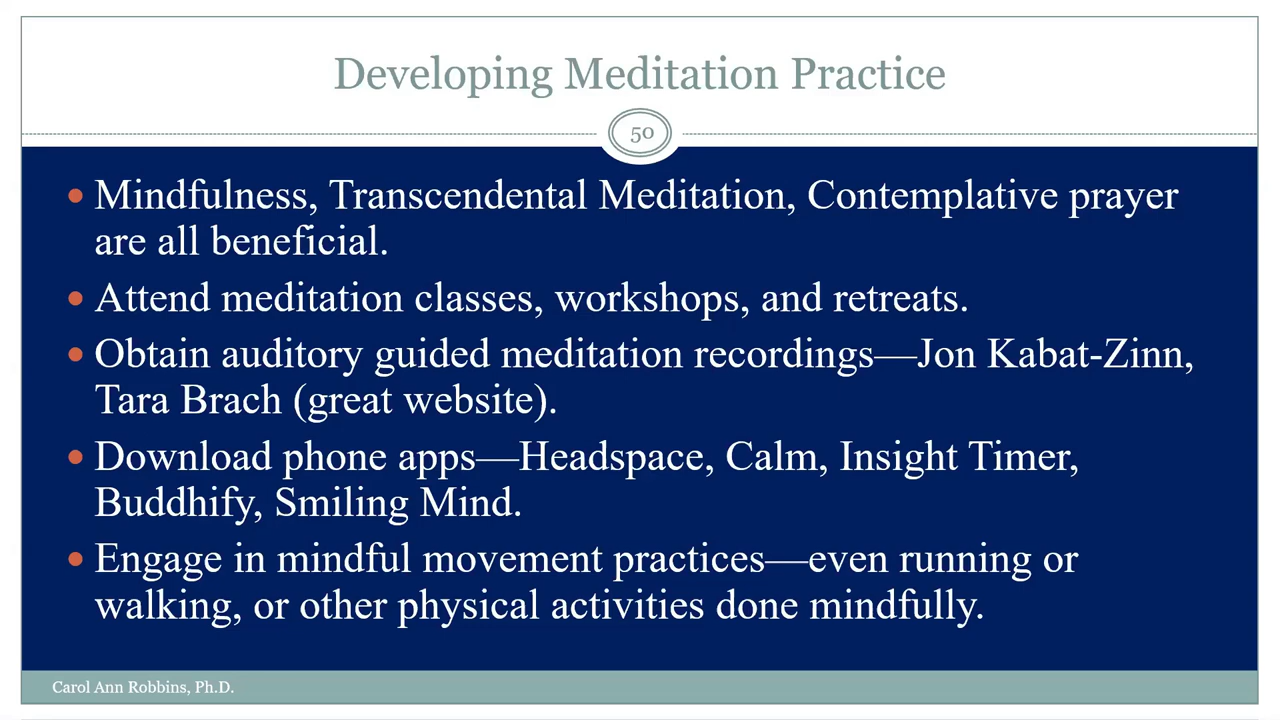 Developing Meditation Practice
50
• Mindfulness, Transcendental Meditation, Contemplative prayer
are all beneficial.
• Attend meditation classes, workshops, and retreats.
• Obtain auditory guided meditation recordings—Jon Kabat-Zinn,
Tara Brach (great website).
• Download phone apps—Headspace, Calm, Insight Timer,
Buddhify, Smiling Mind.
• Engage in mindful movement practices—even running or
walking, or other physical activities done mindfully.
Carol Ann Robbins, Ph.D.